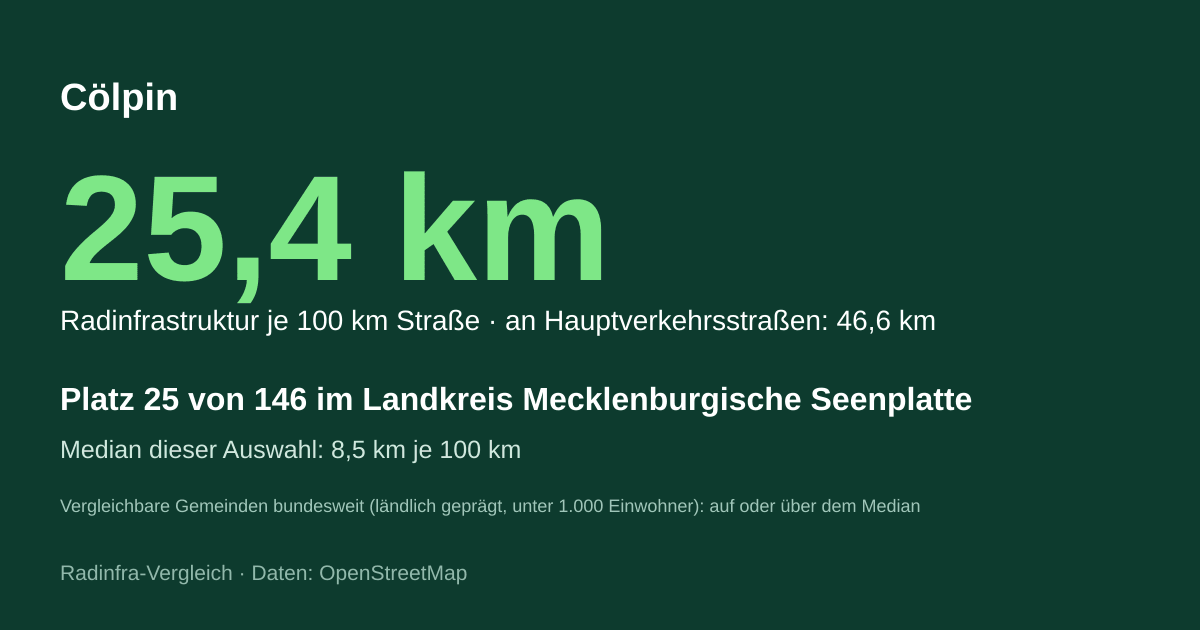 Cölpin
25,4 km
Radinfrastruktur je 100 km Straße · an Hauptverkehrsstraßen: 46,6 km
Platz 25 von 146 im Landkreis Mecklenburgische Seenplatte
Median dieser Auswahl: 8,5 km je 100 km
Vergleichbare Gemeinden bundesweit (ländlich geprägt, unter 1.000 Einwohner): auf oder über dem Median
Radinfra-Vergleich · Daten: OpenStreetMap